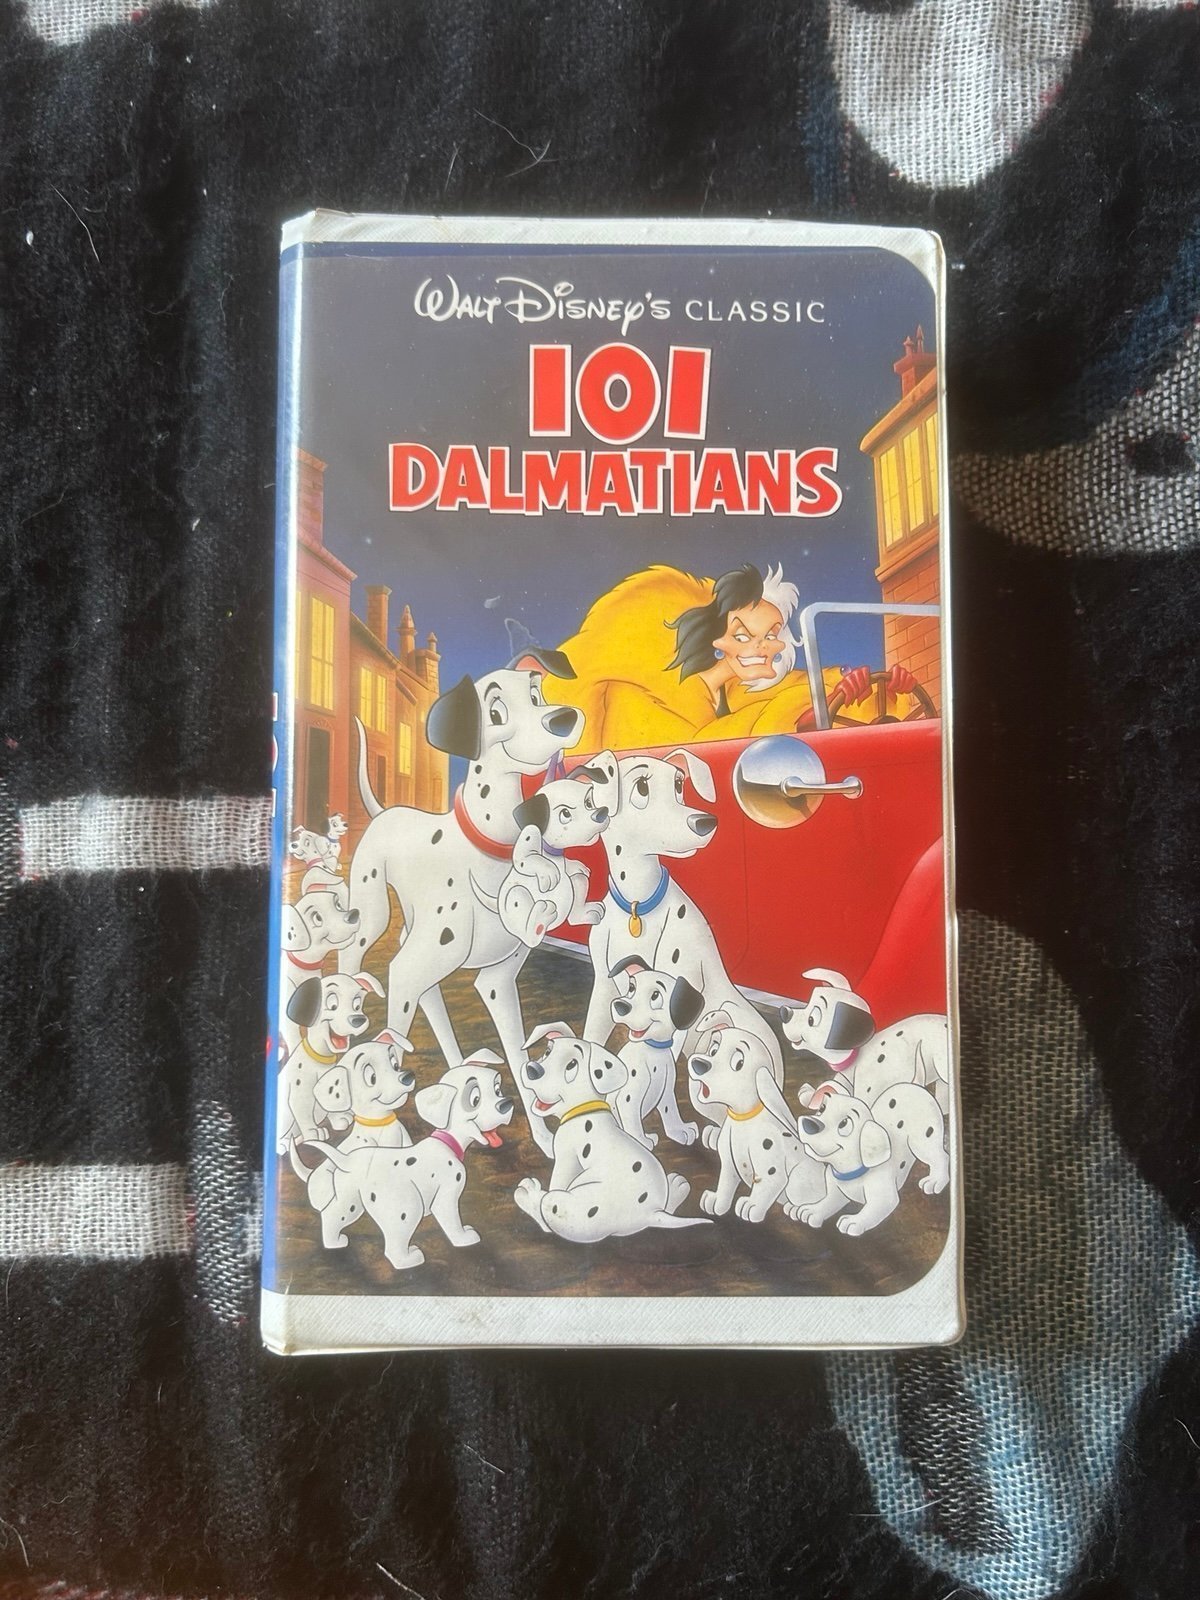 WALT DISNEY'S CLASSIC
101
DALMATIANS